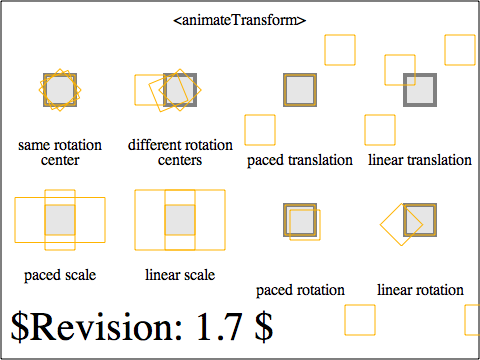 <animateTransform>
same rotation
center
different rotation
centers
paced translation
linear translation
paced scale
linear scale
paced rotation
linear rotation
$Revision: 1.7 $